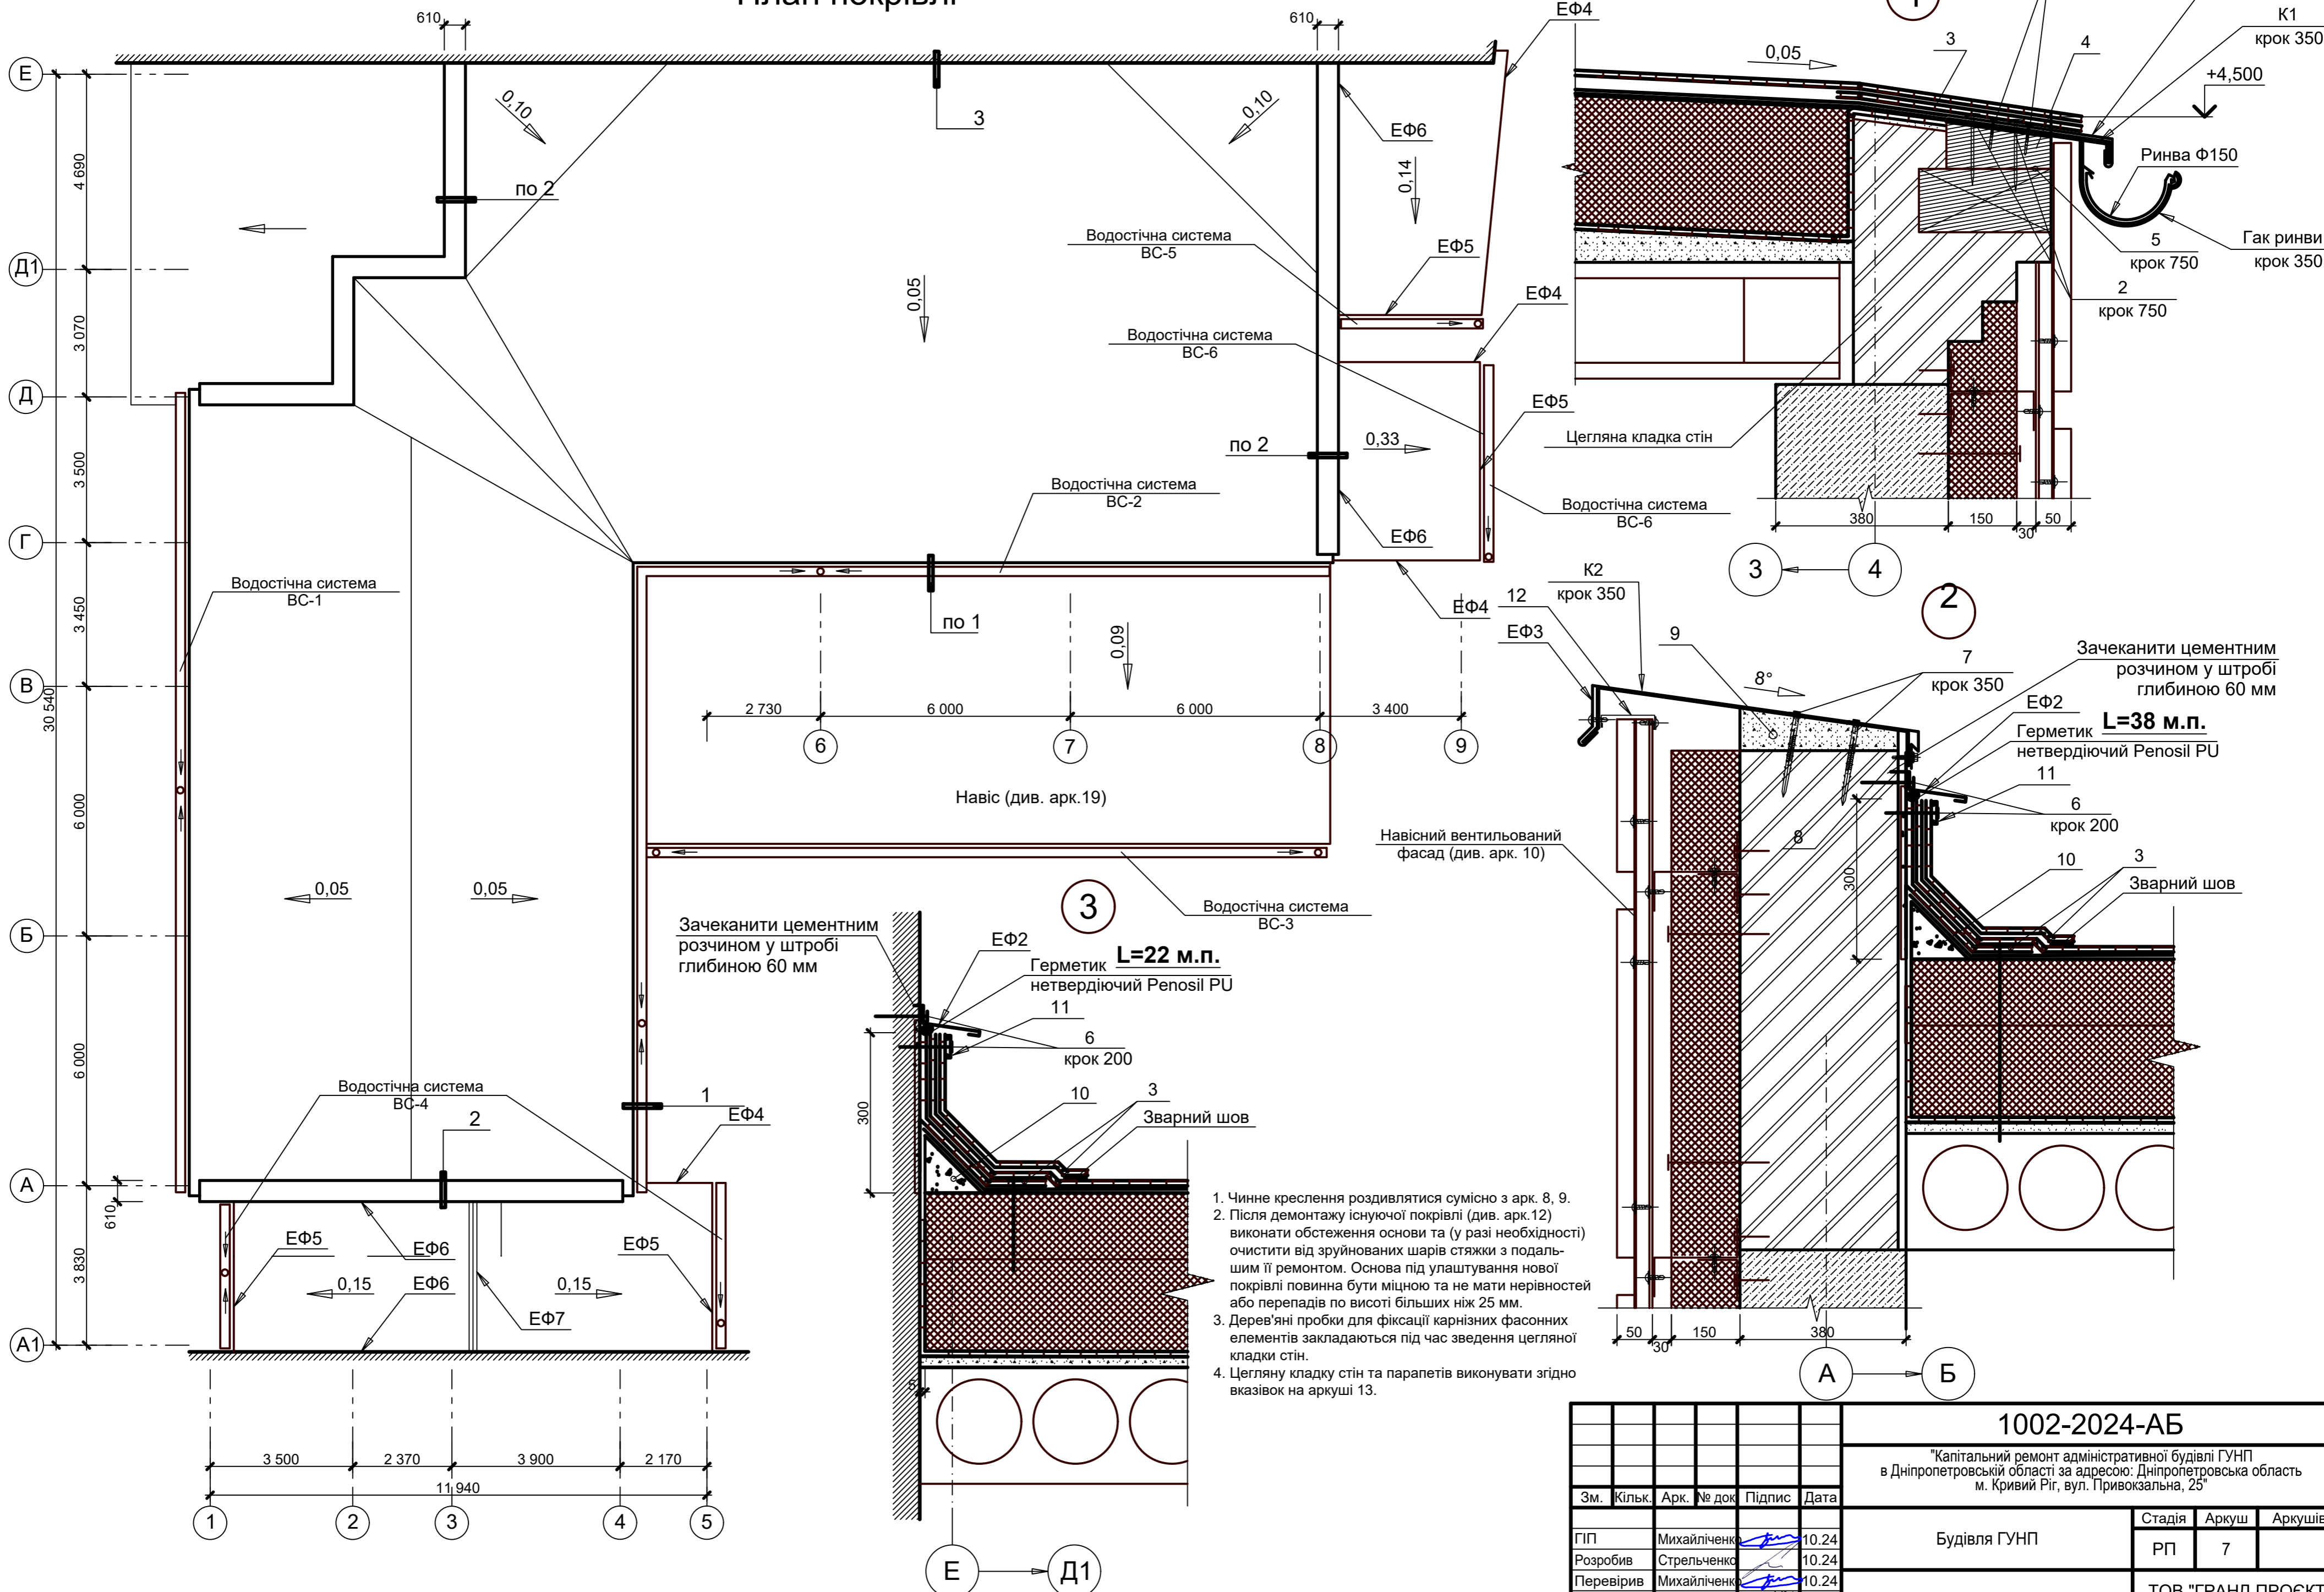 План покрівлі
610
610
Е
Д1
Д
Г
В
Б
А
А1
4 690
3 070
3 500
3 450
6 000
6 000
3 830
30 540
610
0,10
0,10
3
по 2
0,05
0,14
ЕФ4
ЕФ6
ЕФ5
Водостічна система
ВС-5
Водостічна система
ВС-6
ЕФ4
ЕФ5
по 2
0,33
ЕФ6
Водостічна система
ВС-6
ЕФ4
Водостічна система
ВС-2
по 1
0,09
Водостічна система
ВС-1
2 730
6 000
6 000
3 400
6
7
8
9
Навіс (див. арк.19)
Водостічна система
ВС-3
0,05
0,05
Водостічна система
ВС-4
2
1
ЕФ4
ЕФ5
ЕФ6
ЕФ5
0,15
ЕФ6
0,15
ЕФ7
3 500
2 370
3 900
2 170
11 940
1
2
3
4
5
1
0,05
3
4
К1
крок 350
+4,500
Ринва Ф150
Гак ринви
крок 350
5
крок 750
2
крок 750
Цегляна кладка стін
380
150
30
50
3
4
2
К2
крок 350
12
ЕФ3
9
8°
7
крок 350
Зачеканити цементним
розчином у штробі
глибиною 60 мм
ЕФ2
Герметик L=38 м.п.
нетвердіючий Penosil PU
11
6
крок 200
8
300
10
3
Зварний шов
Навісний вентильований
фасад (див. арк. 10)
50
30
150
380
А
Б
3
Зачеканити цементним
розчином у штробі
глибиною 60 мм
ЕФ2
Герметик L=22 м.п.
нетвердіючий Penosil PU
11
6
крок 200
300
10
3
Зварний шов
5
Е
Д1
1. Чинне креслення роздивлятися сумісно з арк. 8, 9.
2. Після демонтажу існуючої покрівлі (див. арк.12)
виконати обстеження основи та (у разі необхідності)
очистити від зруйнованих шарів стяжки з подаль-
шим її ремонтом. Основа під улаштування нової
покрівлі повинна бути міцною та не мати нерівностей
або перепадів по висоті більших ніж 25 мм.
3. Дерев'яні пробки для фіксації карнізних фасонних
елементів закладаються під час зведення цегляної
кладки стін.
4. Цегляну кладку стін та парапетів виконувати згідно
вказівок на аркуші 13.
1002-2024-АБ
"Капітальний ремонт адміністративної будівлі ГУНП
в Дніпропетровській області за адресою: Дніпропетровська область
м. Кривий Ріг, вул. Привокзальна, 25"
Зм. Кільк. Арк. № док Підпис Дата
ГІП Михайліченко 10.24
Розробив Стрельченко 10.24
Перевірив Михайліченко 10.24
Будівля ГУНП
Стадія Аркуш Аркушів
РП 7
ТОВ "ГРАНД ПРОЄКТ